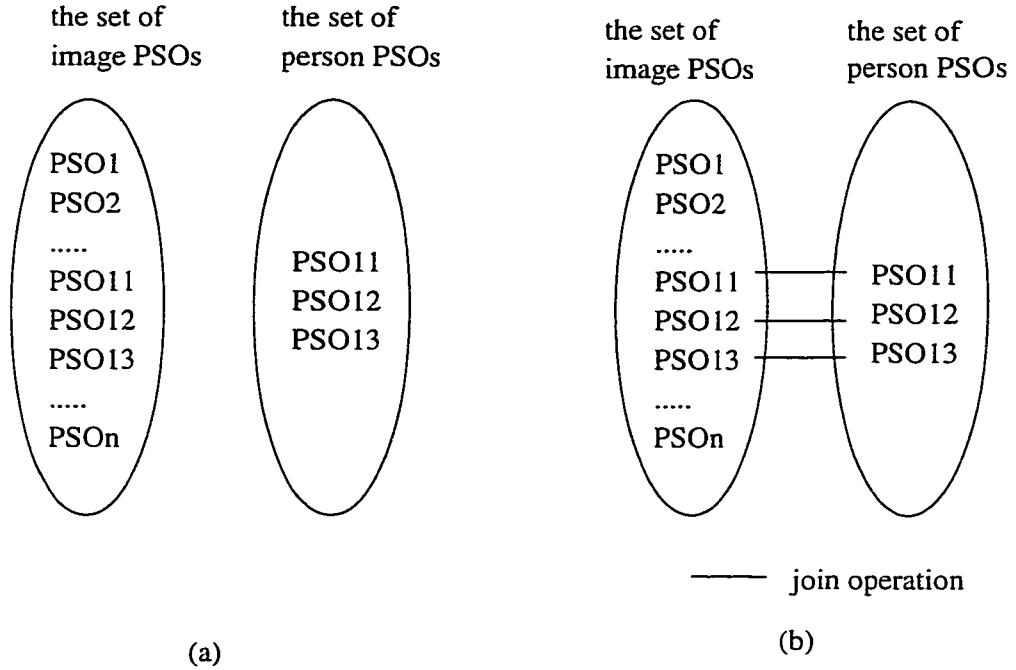 the set of
image PSOs
the set of
person PSOs
PSO1
PSO2
.....
PSO11
PSO12
PSO13
.....
PSOn
PSO11
PSO12
PSO13
(a)
the set of
image PSOs
the set of
person PSOs
PSO1
PSO2
.....
PSO11
PSO12
PSO13
.....
PSOn
PSO11
PSO12
PSO13
join operation
(b)